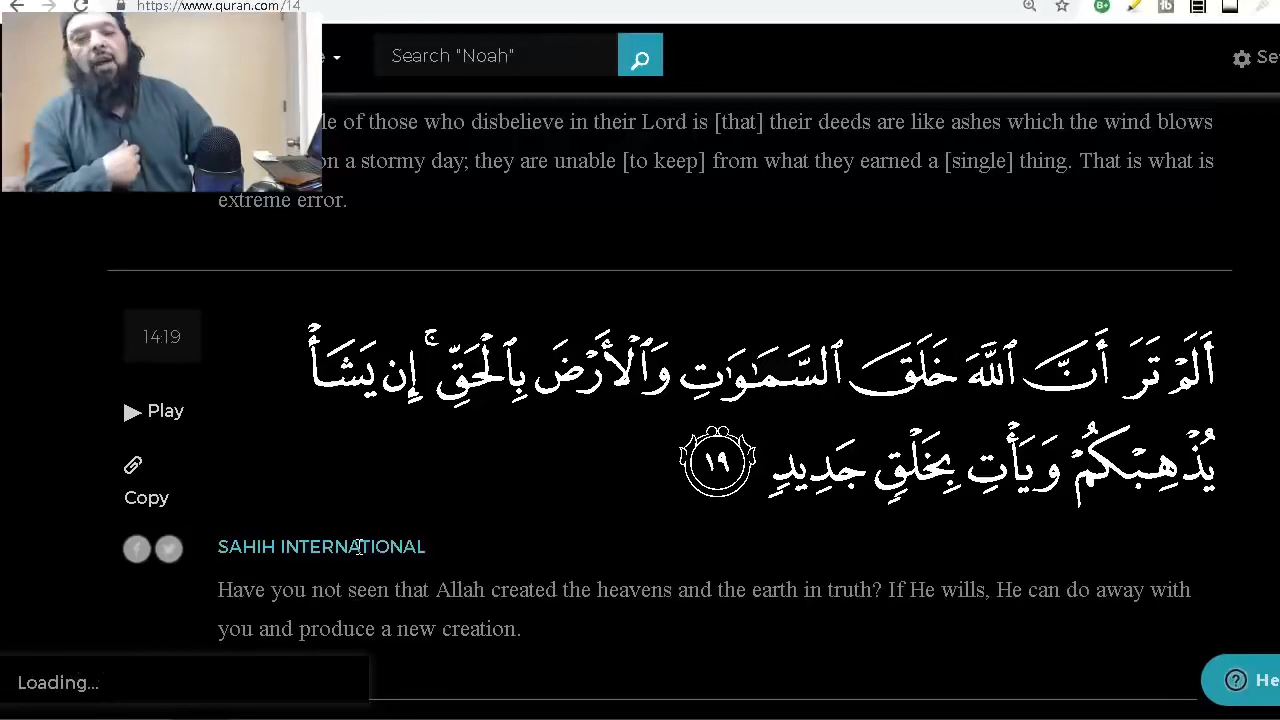 https://www.quran.com/14
Search "Noah"
le of those who disbelieve in their Lord is [that] their deeds are like ashes which the wind blows
on a stormy day; they are unable [to keep] from what they earned a [single] thing. That is what is
extreme error.
14:19
أَلَمْ تَرَ أَنَّ ٱللَّهَ خَلَقَ ٱلسَّمَـٰوَٰتِ وَٱلْأَرْضَ بِٱلْحَقِّ ۚ إِن يَشَأْ
يُذْهِبْكُمْ وَيَأْتِ بِخَلْقٍ جَدِيدٍ ١٩
Play
Copy
SAHIH INTERNATIONAL
Have you not seen that Allah created the heavens and the earth in truth? If He wills, He can do away with
you and produce a new creation.
Loading...
He